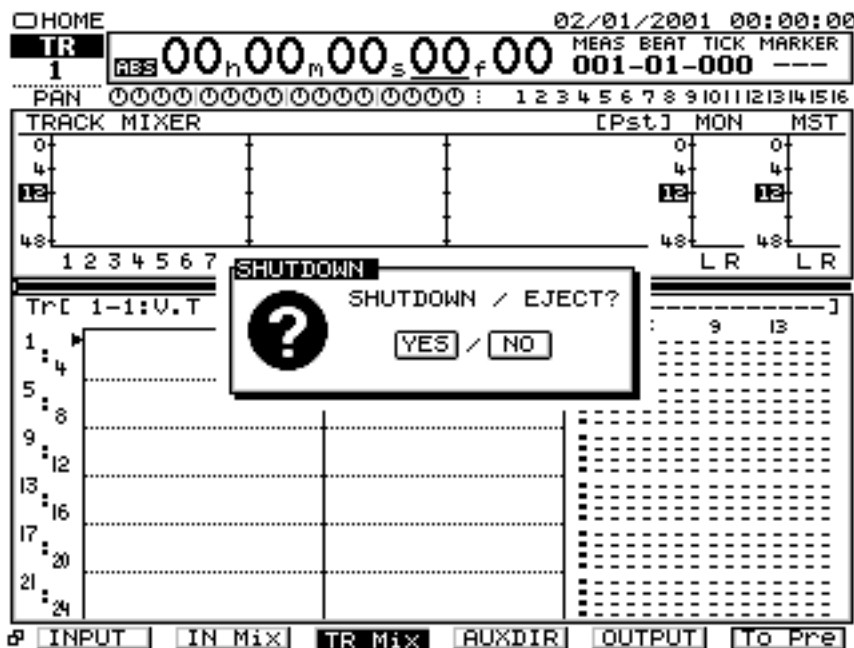 HOME 02/01/2001 00:00:00
TR 1 ABS 00h00m00s00f00 MEAS BEAT TICK MARKER
001-01-000 ---
PAN 1 2 3 4 5 6 7 8 9 10 11 12 13 14 15 16
TRACK MIXER [Pst] MON MST
0 0 0
4 4 4
12 12 12
48 48 48
1 2 3 4 5 6 7 L R L R
SHUTDOWN
SHUTDOWN / EJECT?
? YES / NO
Tr[ 1-1:V.T ----------]
9 13
1 : 4
5 : 8
9 : 12
13 : 16
17 : 20
21 : 24
INPUT IN Mix TR Mix AUXDIR OUTPUT To Pre